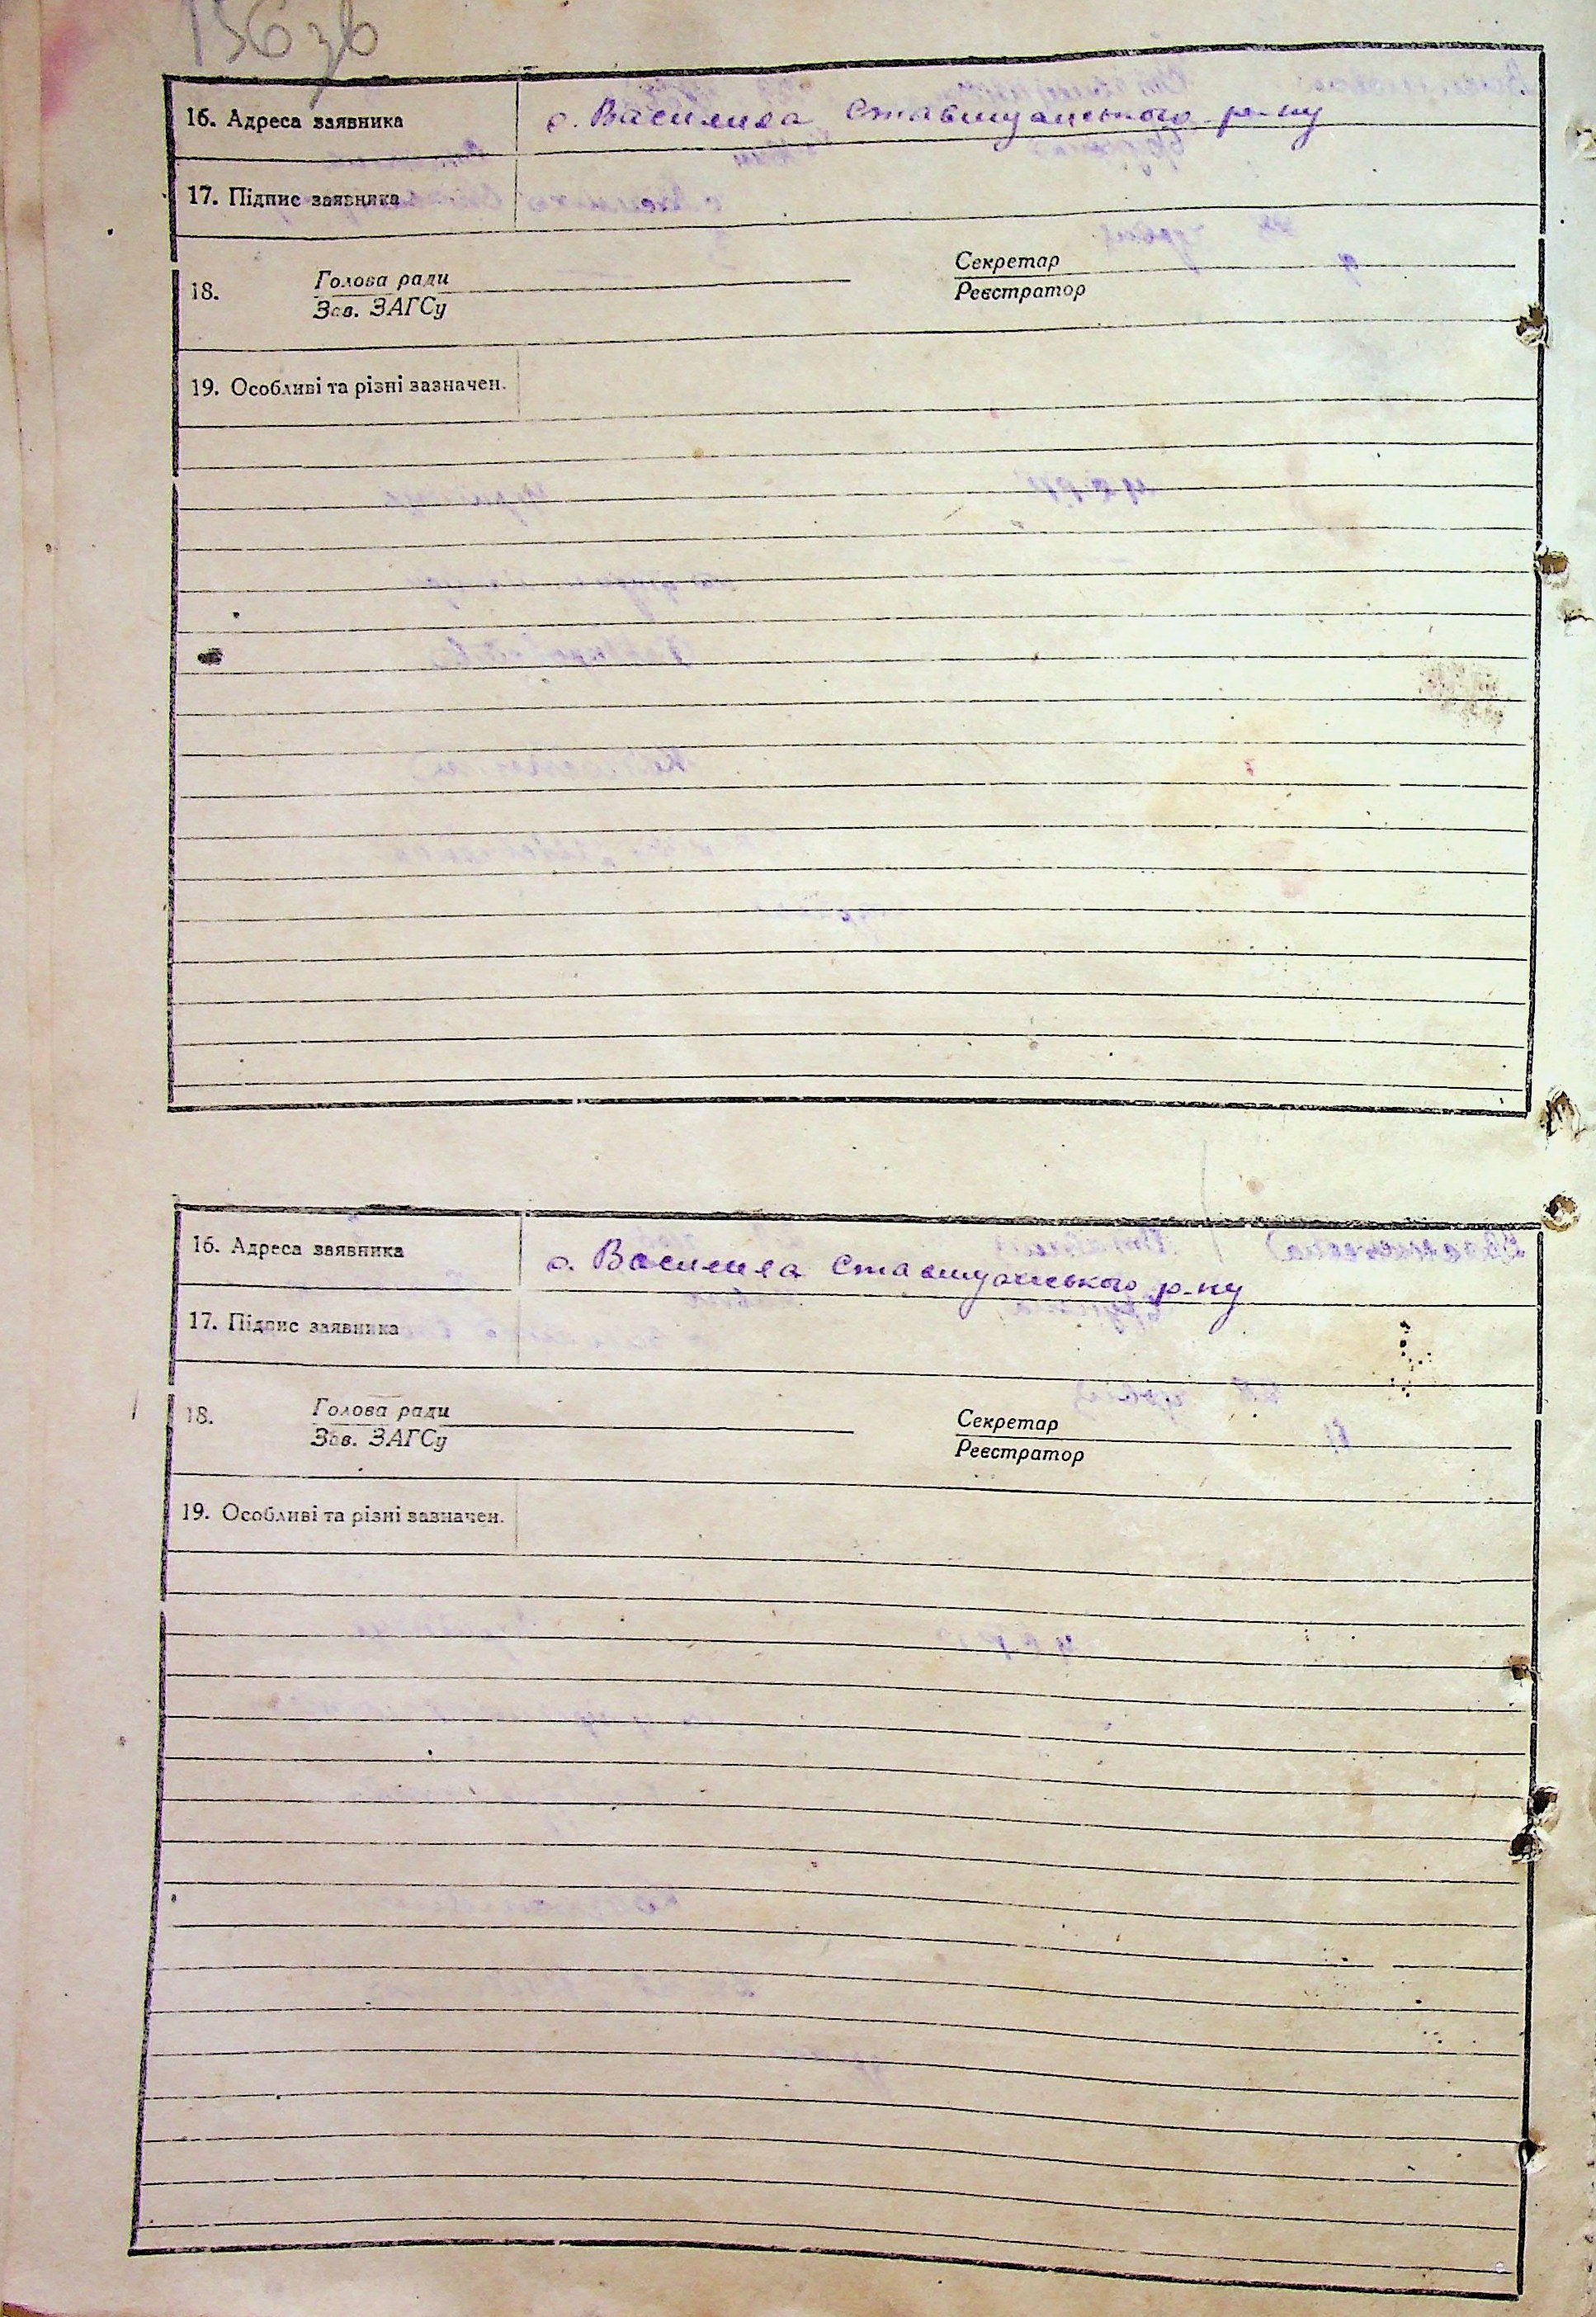 156 зв
16. Адреса заявника с. Василиха Ставищанського р-ну
17. Підпис заявника
18. Голова ради Секретар
Зав. ЗАГСу Реєстратор
19. Особливі та різні зазначен.
16. Адреса заявника с. Василиха Ставищанського р-ну
17. Підпис заявника
18. Голова ради Секретар
Зав. ЗАГСу Реєстратор
19. Особливі та різні зазначен.